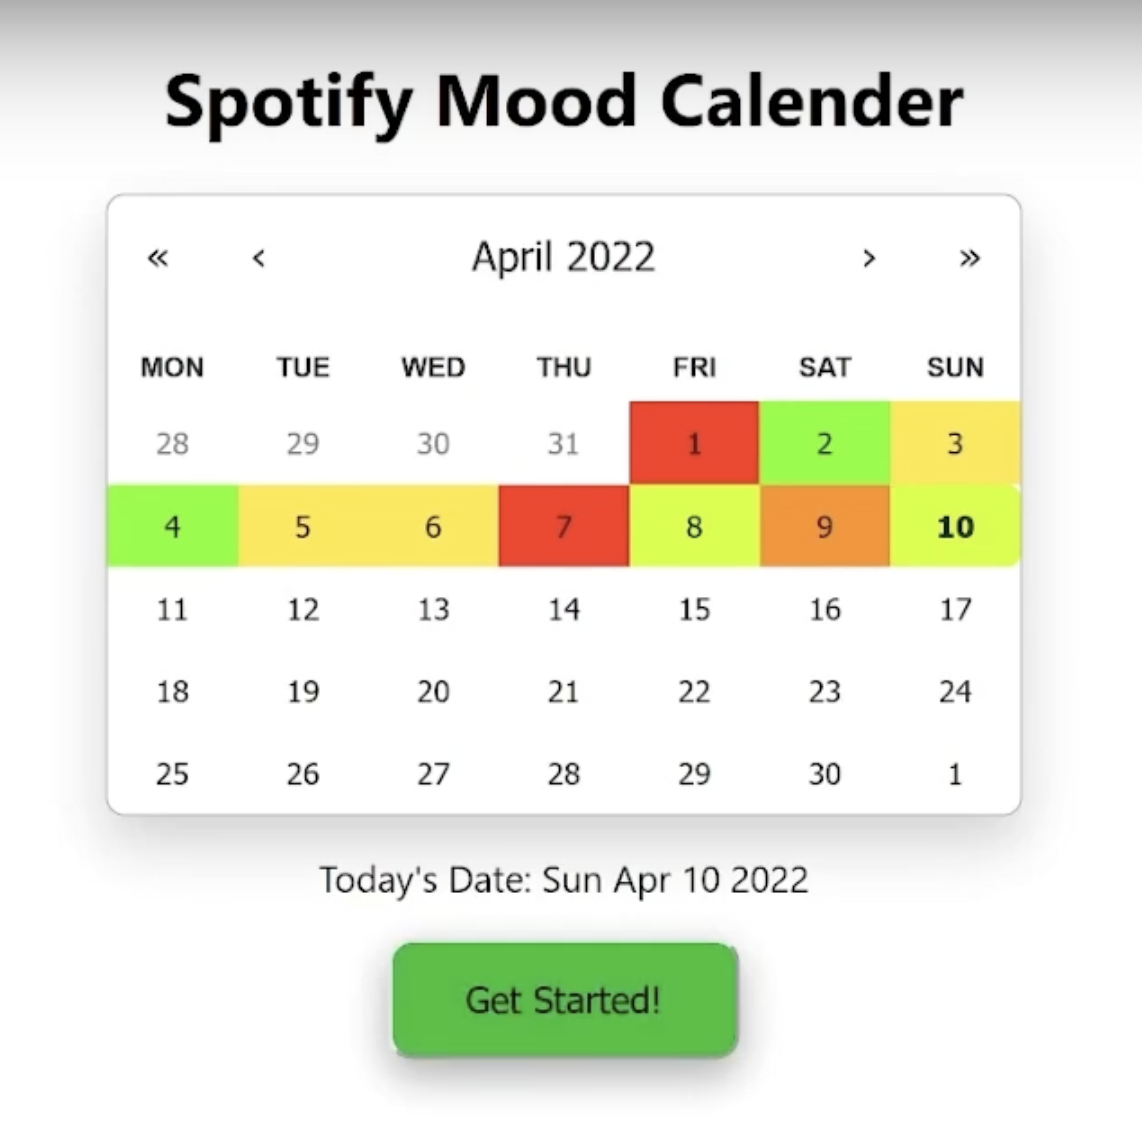 Spotify Mood Calender
« ‹ April 2022 › »
MON TUE WED THU FRI SAT SUN
28 29 30 31 1 2 3
4 5 6 7 8 9 10
11 12 13 14 15 16 17
18 19 20 21 22 23 24
25 26 27 28 29 30 1
Today's Date: Sun Apr 10 2022
Get Started!